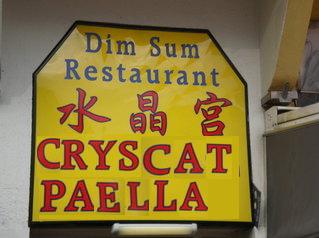 Dim Sum
Restaurant
水晶宮
CRYSCAT
PAELLA